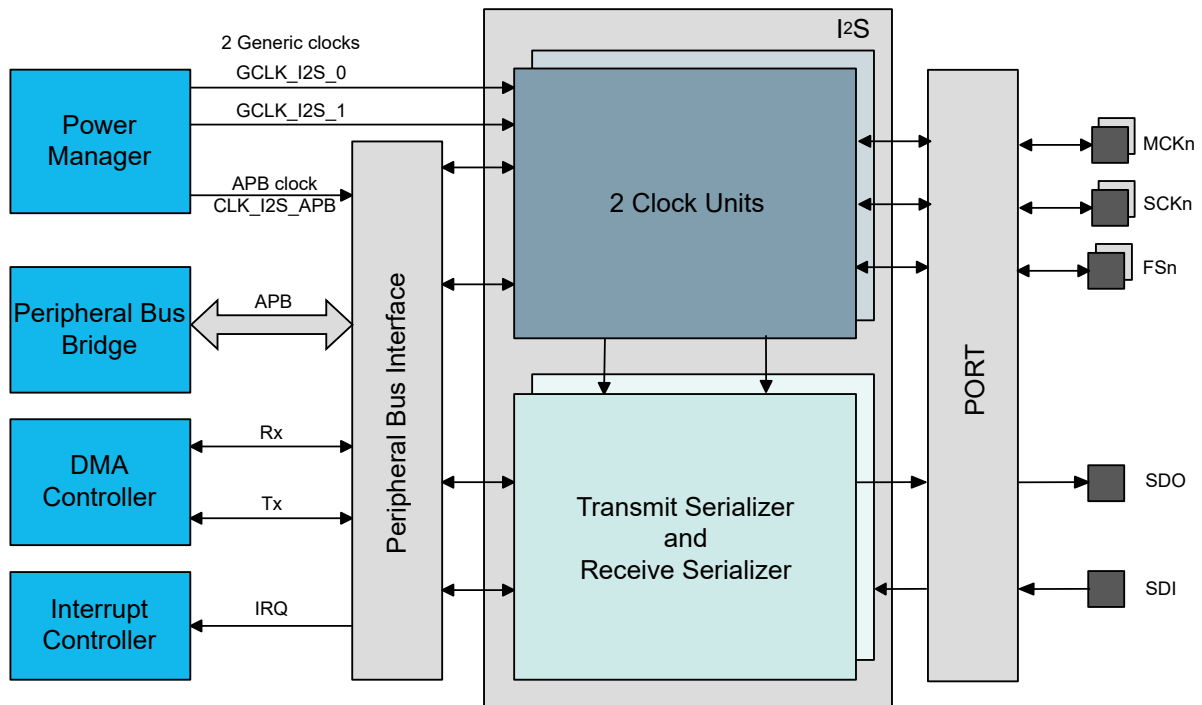 I2S
2 Generic clocks
GCLK_I2S_0
GCLK_I2S_1
Power
Manager
APB clock
CLK_I2S_APB
Peripheral Bus
Bridge
APB
DMA
Controller
Rx
Tx
Interrupt
Controller
IRQ
Peripheral Bus Interface
2 Clock Units
Transmit Serializer
and
Receive Serializer
PORT
MCKn
SCKn
FSn
SDO
SDI